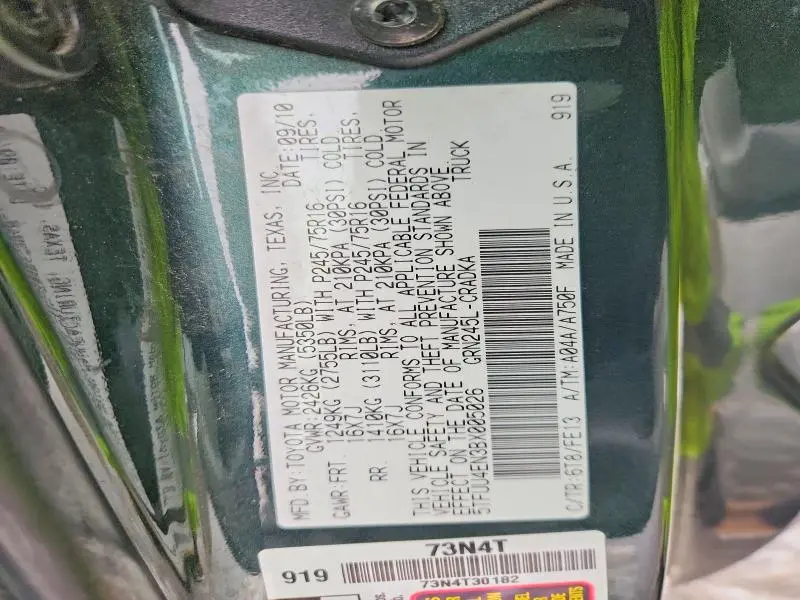 MFD BY: TOYOTA MOTOR MANUFACTURING, TEXAS, INC.
GVWR: 2428KG (5350LB) DATE: 09/10
GAWR: FRT. 1249KG (2755LB) WITH P245/75R16 TIRES,
16X7J RIMS, AT 210KPA (30PSI) COLD.
RR. 1410KG (3110LB) WITH P245/75R16 TIRES,
16X7J RIMS, AT 210KPA (30PSI) COLD.
THIS VEHICLE CONFORMS TO ALL APPLICABLE FEDERAL MOTOR
VEHICLE SAFETY AND THEFT PREVENTION STANDARDS IN
EFFECT ON THE DATE OF MANUFACTURE SHOWN ABOVE.
5TFUU4EN3BX005026 GRN245L-CRADKA TRUCK
C/TR: 6T8/FE13 A/TM: A04A/A750F MADE IN U.S.A. 919
73N4T
919
73N4T30182